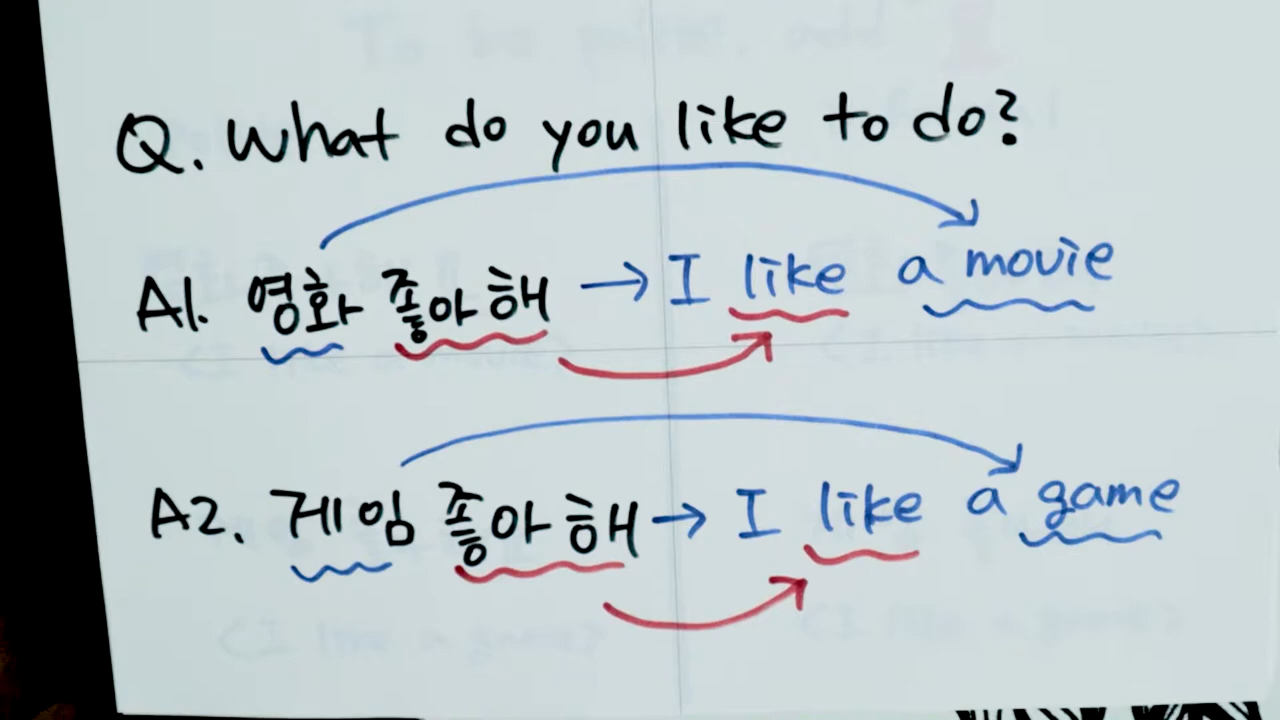 Q. What do you like to do?
A1. 영화 좋아해 → I like a movie
A2. 게임 좋아해 → I like a game